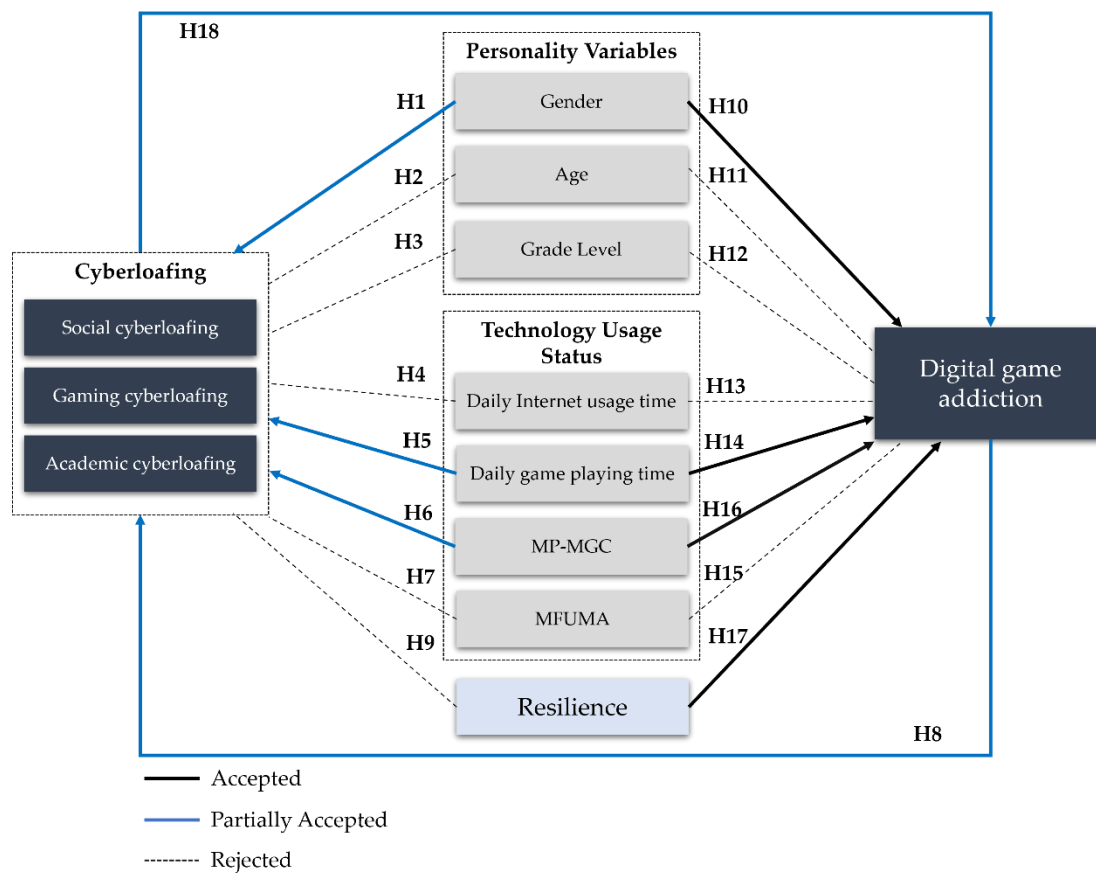 H18
Personality Variables
H1
Gender
H10
H2
Age
H11
H3
Grade Level
H12
Cyberloafing
Social cyberloafing
Gaming cyberloafing
Academic cyberloafing
Technology Usage
Status
H4
Daily Internet usage time
H13
H5
Daily game playing time
H14
H6
MP-MGC
H16
H7
MFUMA
H15
H9
Resilience
H17
Digital game
addiction
H8
Accepted
Partially Accepted
Rejected